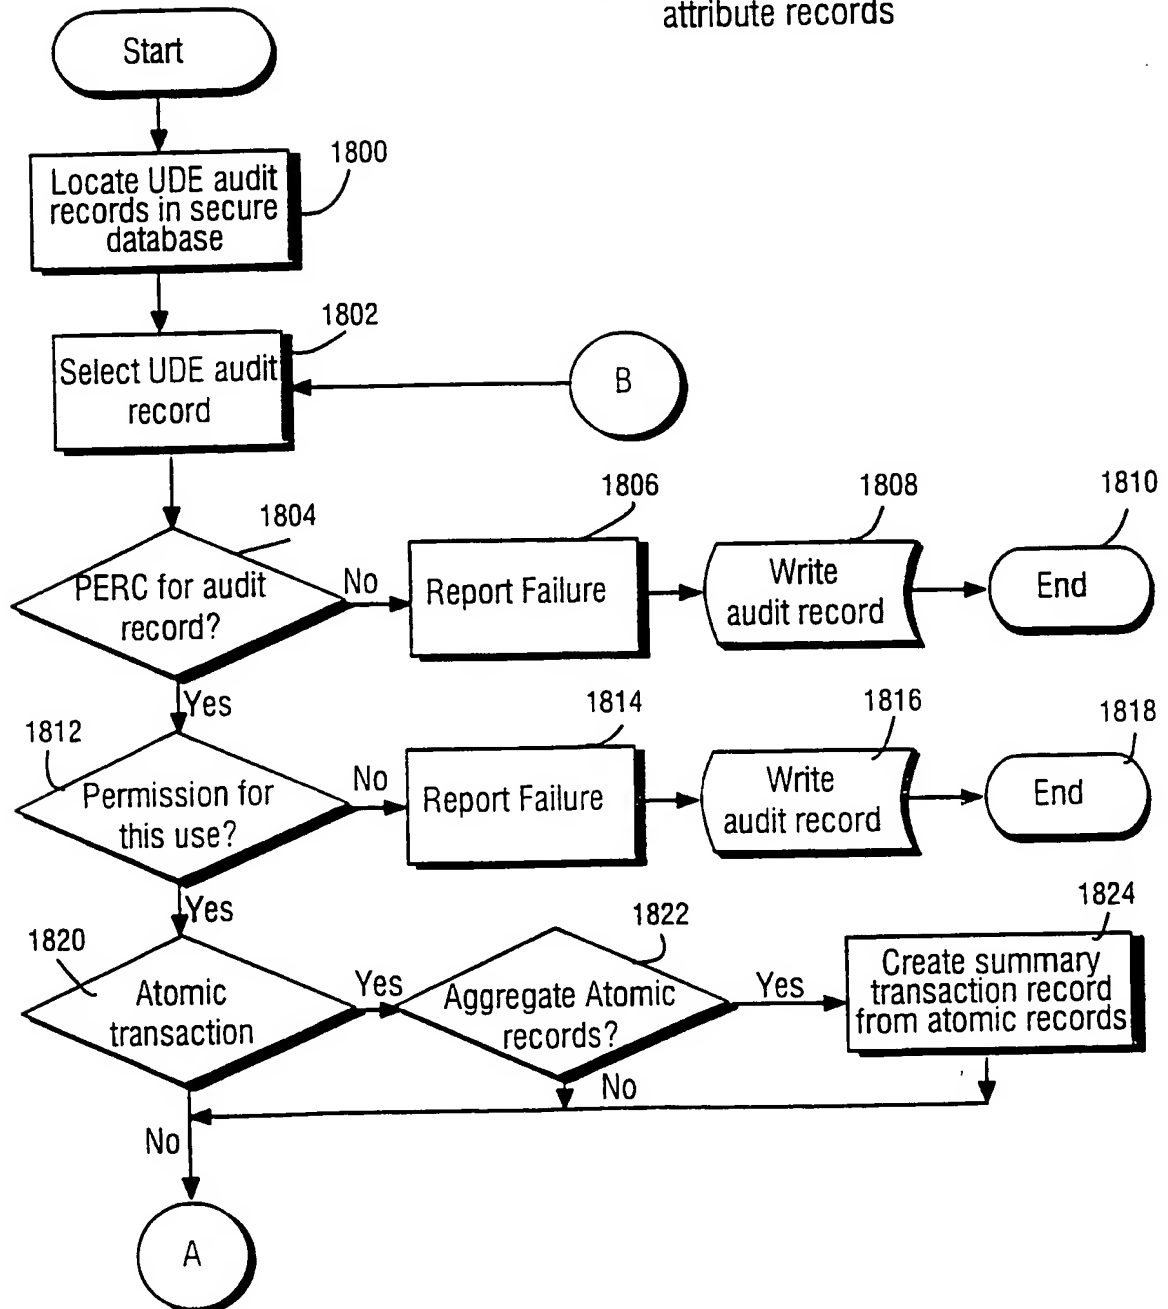 attribute records
Start
1800
Locate UDE audit
records in secure
database
1802
Select UDE audit
record
B
1804
PERC for audit
record?
No
1806
Report Failure
1808
Write
audit record
1810
End
Yes
1812
Permission for
this use?
No
1814
Report Failure
1816
Write
audit record
1818
End
Yes
1820
Atomic
transaction
Yes
1822
Aggregate Atomic
records?
Yes
1824
Create summary
transaction record
from atomic records
No
No
A